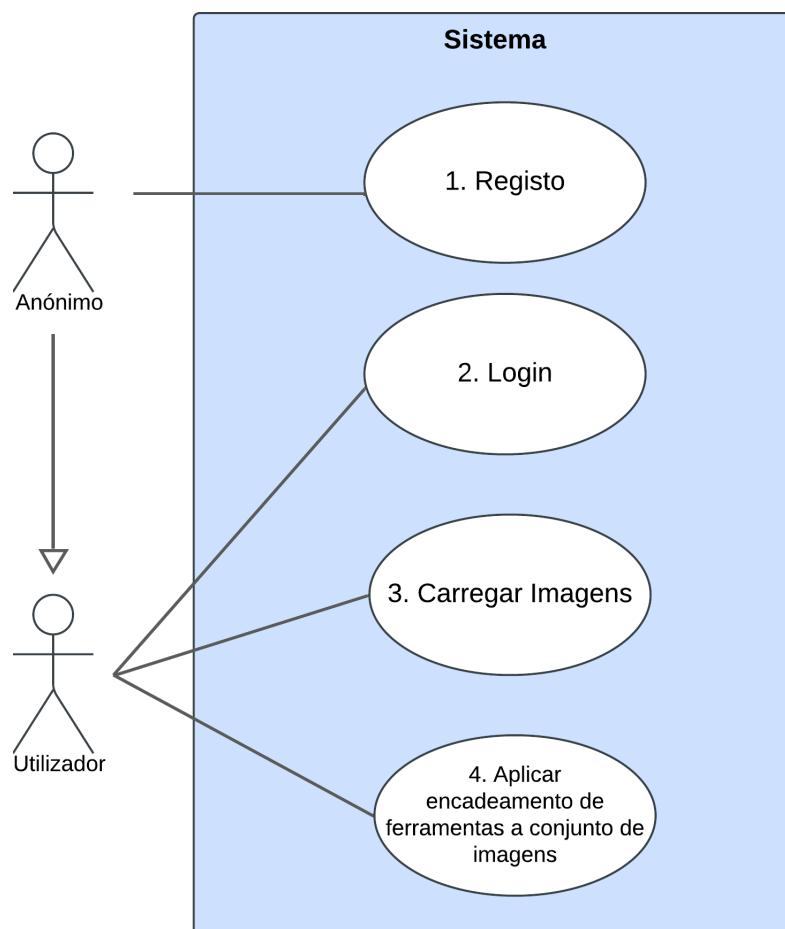 Sistema
1. Registo
Anónimo
2. Login
3. Carregar Imagens
Utilizador
4. Aplicar
encadeamento de
ferramentas a conjunto de
imagens